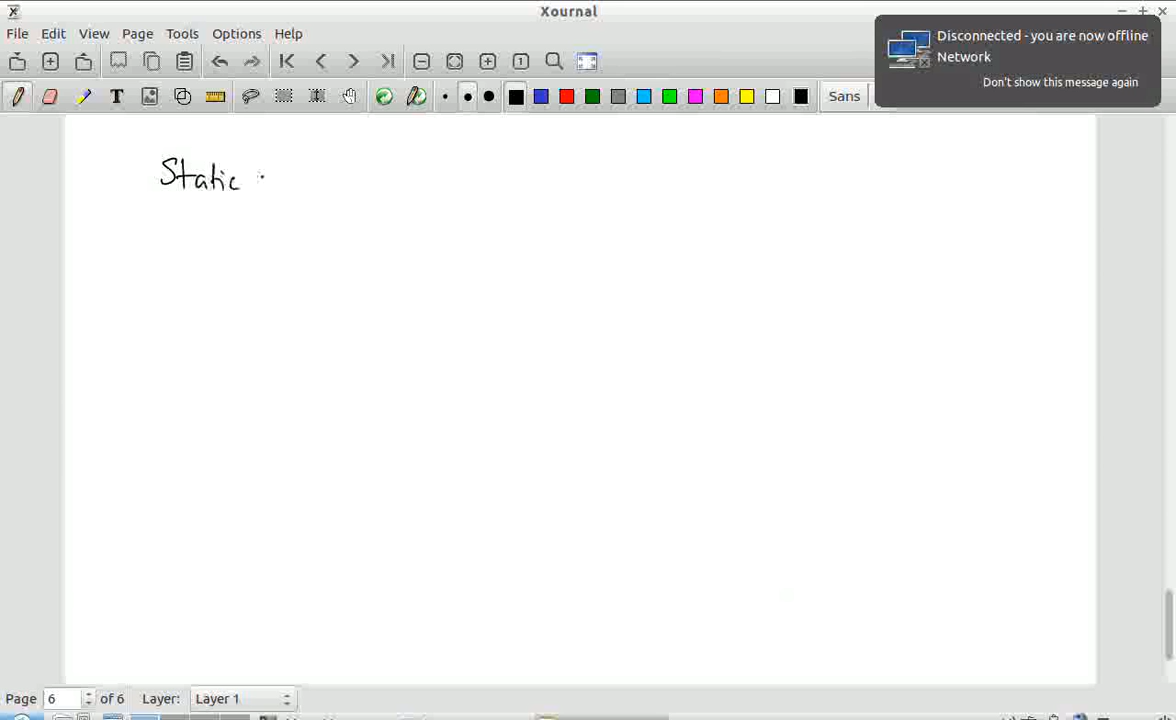 Xournal
File Edit View Page Tools Options Help
Disconnected - you are now offline
Network
Don't show this message again
Sans
Static
Page 6 of 6 Layer: Layer 1